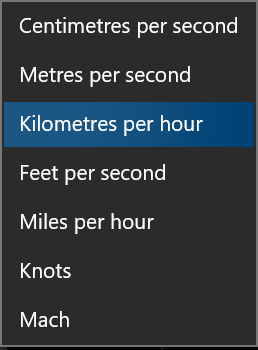 Centimetres per second
Metres per second
Kilometres per hour
Feet per second
Miles per hour
Knots
Mach